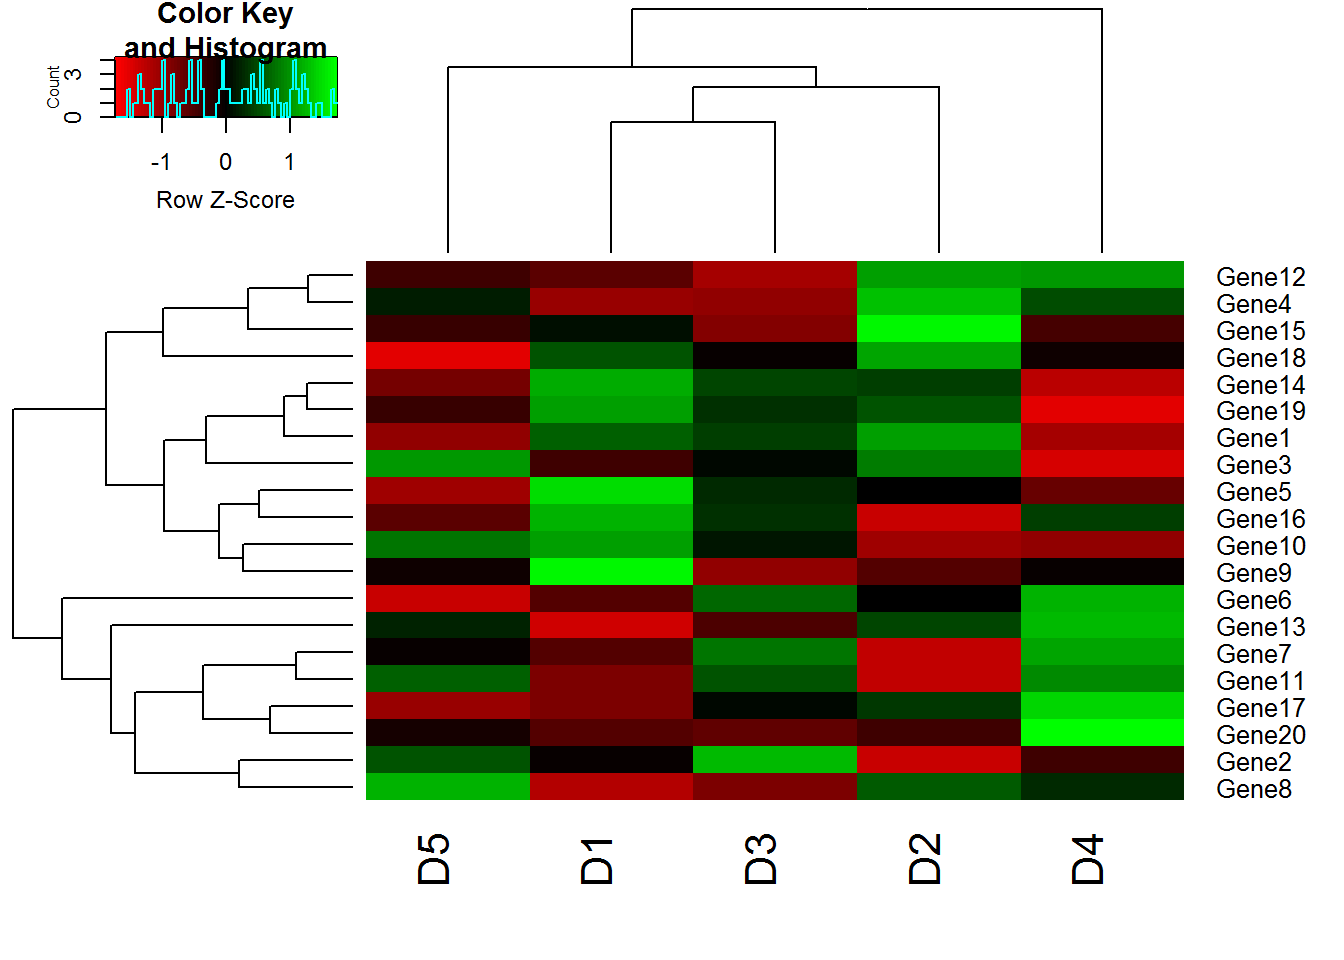 Color Key
and Histogram
Count
0 3
-1 0 1
Row Z-Score
Gene12
Gene4
Gene15
Gene18
Gene14
Gene19
Gene1
Gene3
Gene5
Gene16
Gene10
Gene9
Gene6
Gene13
Gene7
Gene11
Gene17
Gene20
Gene2
Gene8
D5 D1 D3 D2 D4